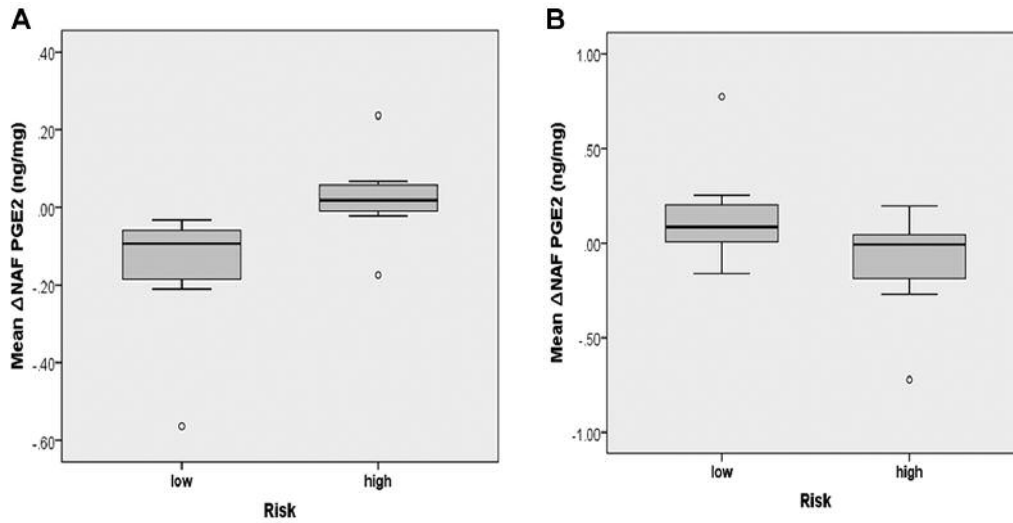 A
Mean ΔNAF PGE2 (ng/mg)
.40
.20
.00
-.20
-.40
-.60
low
high
Risk
B
Mean ΔNAF PGE2 (ng/mg)
1.00
.50
.00
-.50
-1.00
low
high
Risk